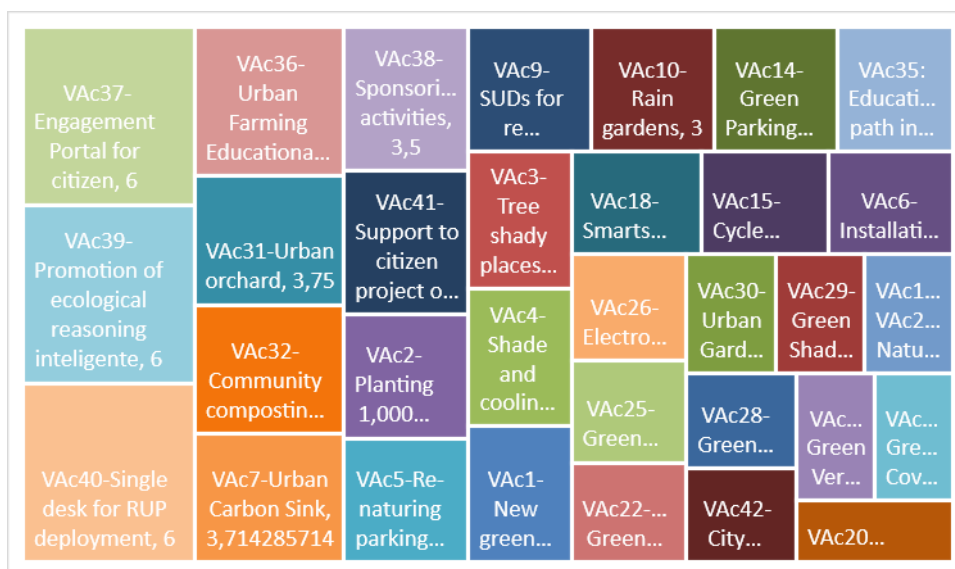 VAc37-
Engagement
Portal for
citizen, 6
VAc39-
Promotion of
ecological
reasoning
inteligente, 6
VAc40-Single
desk for RUP
deployment, 6
VAc36-
Urban
Farming
Educationa...
VAc31-Urban
orchard, 3,75
VAc32-
Community
compostin...
VAc7-Urban
Carbon Sink,
3,714285714
VAc38-
Sponsori...
activities,
3,5
VAc41-
Support to
citizen
project o...
VAc2-
Planting
1,000...
VAc5-Re-
naturing
parking...
VAc9-
SUDs for
re...
VAc10-
Rain
gardens, 3
VAc14-
Green
Parking...
VAc35:
Educati...
path in...
VAc3-
Tree
shady
places...
VAc4-
Shade
and
coolin...
VAc1-
New
green...
VAc18-
Smarts...
VAc15-
Cycle...
VAc6-
Installati...
VAc26-
Electro...
VAc25-
Green...
VAc22-...
Green...
VAc30-
Urban
Gard...
VAc29-
Green
Shad...
VAc1...
VAc2...
Natu...
VAc28-
Green...
VAc42-
City...
VAc...
Green
Ver...
VAc...
Gre...
Cov...
VAc20...